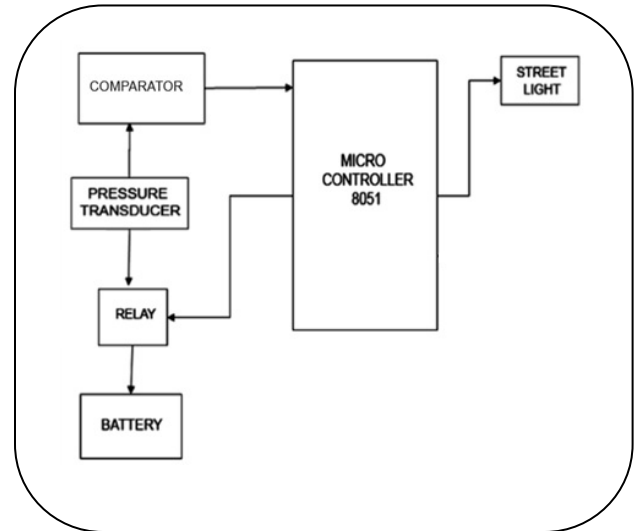 COMPARATOR
STREET
LIGHT
MICRO
CONTROLLER
8051
PRESSURE
TRANSDUCER
RELAY
BATTERY